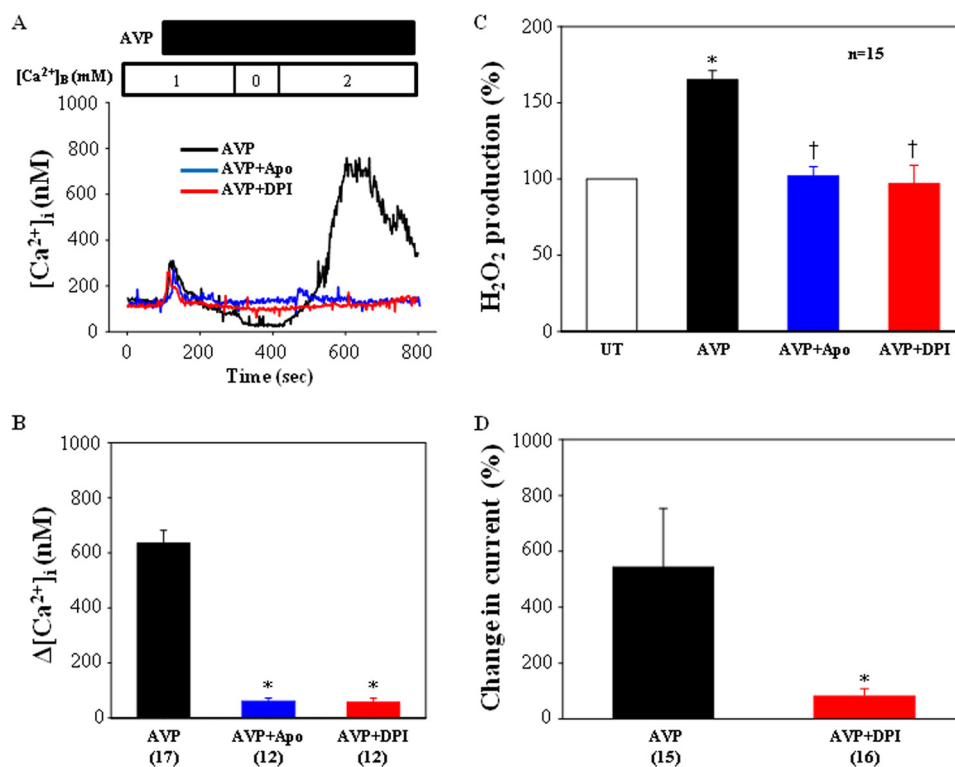 A
AVP
[Ca²⁺]B (mM)
1 0 2
1000
800
600
400
200
0
[Ca²⁺]i (nM)
AVP
AVP+Apo
AVP+DPI
0 200 400 600 800
Time (sec)
C
200
150
100
50
0
H₂O₂ production (%)
n=15
*
† †
UT AVP AVP+Apo AVP+DPI
B
1000
800
600
400
200
0
Δ[Ca²⁺]i (nM)
* *
AVP AVP+Apo AVP+DPI
(17) (12) (12)
D
1000
800
600
400
200
0
Change in current (%)
*
AVP AVP+DPI
(15) (16)